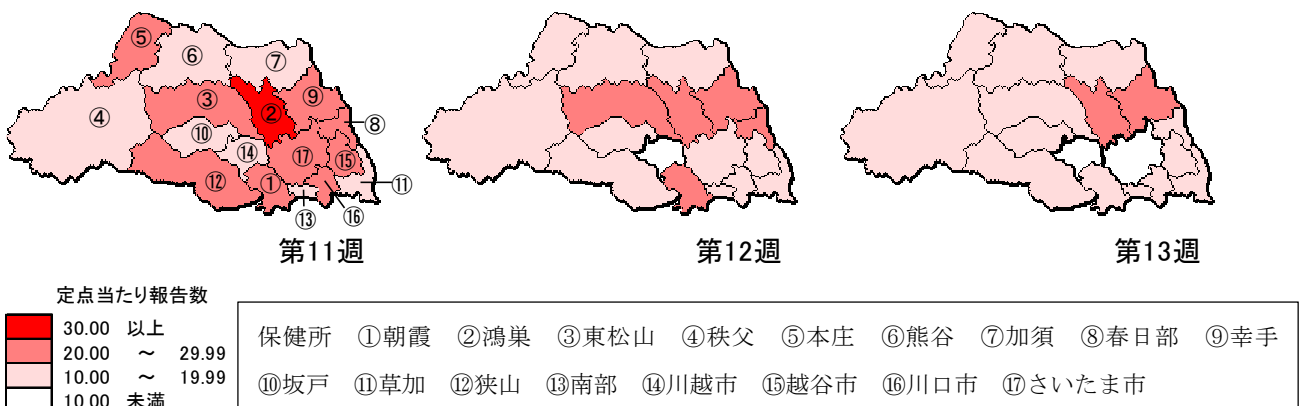 ⑤
⑥
⑦
④
③
②
⑨
⑧
⑩
⑭
⑰
⑮
⑫
①
⑪
⑬
⑯
第11週
第12週
第13週
定点当たり報告数
30.00 以上
20.00 ～ 29.99
10.00 ～ 19.99
10.00 未満
保健所 ①朝霞 ②鴻巣 ③東松山 ④秩父 ⑤本庄 ⑥熊谷 ⑦加須 ⑧春日部 ⑨幸手
⑩坂戸 ⑪草加 ⑫狭山 ⑬南部 ⑭川越市 ⑮越谷市 ⑯川口市 ⑰さいたま市